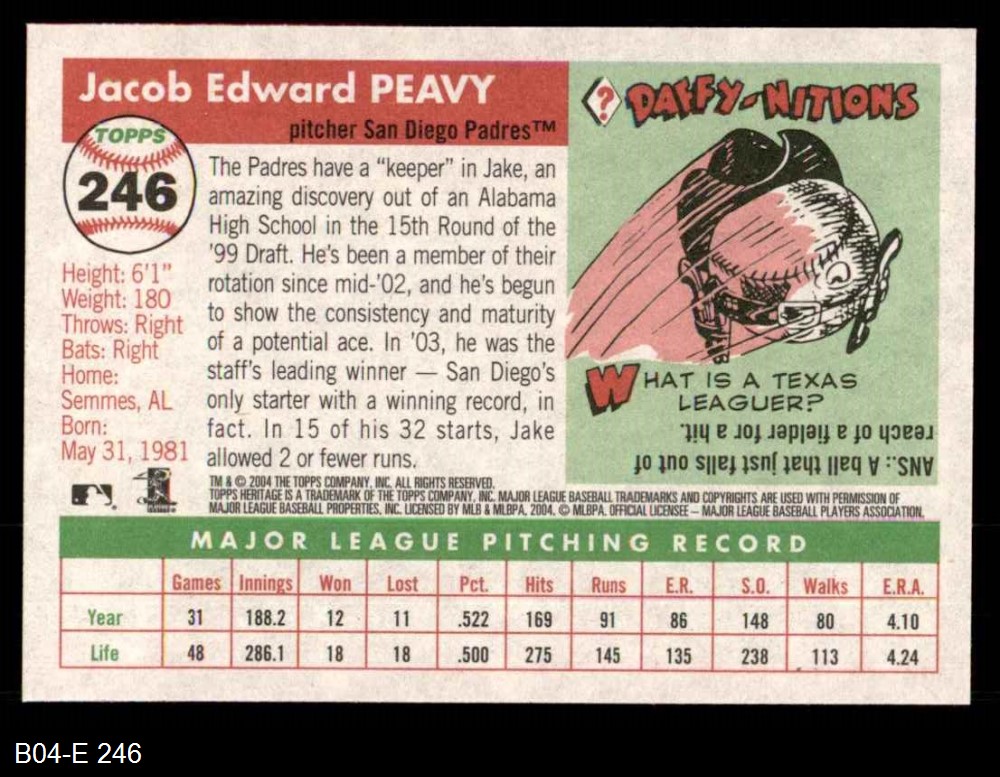 Jacob Edward PEAVY
pitcher San Diego Padres™
TOPPS
246
Height: 6'1"
Weight: 180
Throws: Right
Bats: Right
Home:
Semmes, AL
Born:
May 31, 1981
The Padres have a "keeper" in Jake, an
amazing discovery out of an Alabama
High School in the 15th Round of the
'99 Draft. He's been a member of their
rotation since mid-'02, and he's begun
to show the consistency and maturity
of a potential ace. In '03, he was the
staff's leading winner — San Diego's
only starter with a winning record, in
fact. In 15 of his 32 starts, Jake
allowed 2 or fewer runs.
? DAFFY-NITIONS
WHAT IS A TEXAS
LEAGUER?
ANS.: A ball that just falls out of
reach of a fielder for a hit.
TM & © 2004 THE TOPPS COMPANY, INC. ALL RIGHTS RESERVED.
TOPPS HERITAGE IS A TRADEMARK OF THE TOPPS COMPANY, INC. MAJOR LEAGUE BASEBALL TRADEMARKS AND COPYRIGHTS ARE USED WITH PERMISSION OF
MAJOR LEAGUE BASEBALL PROPERTIES, INC. LICENSED BY MLB & MLBPA, 2004. © MLBPA. OFFICIAL LICENSEE – MAJOR LEAGUE BASEBALL PLAYERS ASSOCIATION.
MAJOR LEAGUE PITCHING RECORD
Games Innings Won Lost Pct. Hits Runs E.R. S.O. Walks E.R.A.
Year 31 188.2 12 11 .522 169 91 86 148 80 4.10
Life 48 286.1 18 18 .500 275 145 135 238 113 4.24
B04-E 246